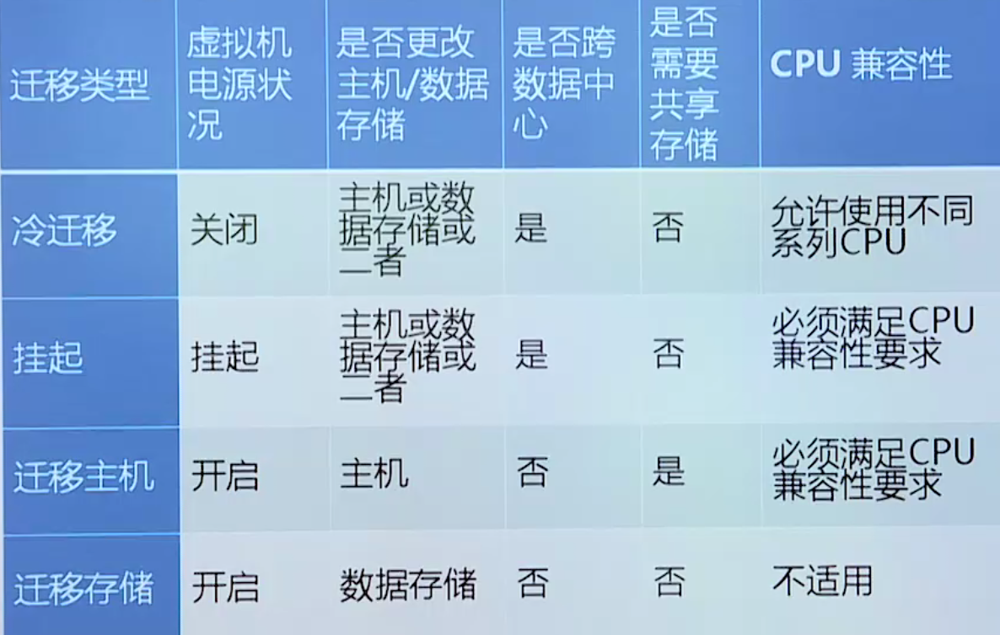 迁移类型
虚拟机
电源状
况
是否更改
主机/数据
存储
是否跨
数据中
心
是否
需要
共享
存储
CPU 兼容性
冷迁移
关闭
主机或数
据存储或
二者
是
否
允许使用不同
系列CPU
挂起
挂起
主机或数
据存储或
二者
是
否
必须满足CPU
兼容性要求
迁移主机
开启
主机
否
是
必须满足CPU
兼容性要求
迁移存储
开启
数据存储
否
否
不适用